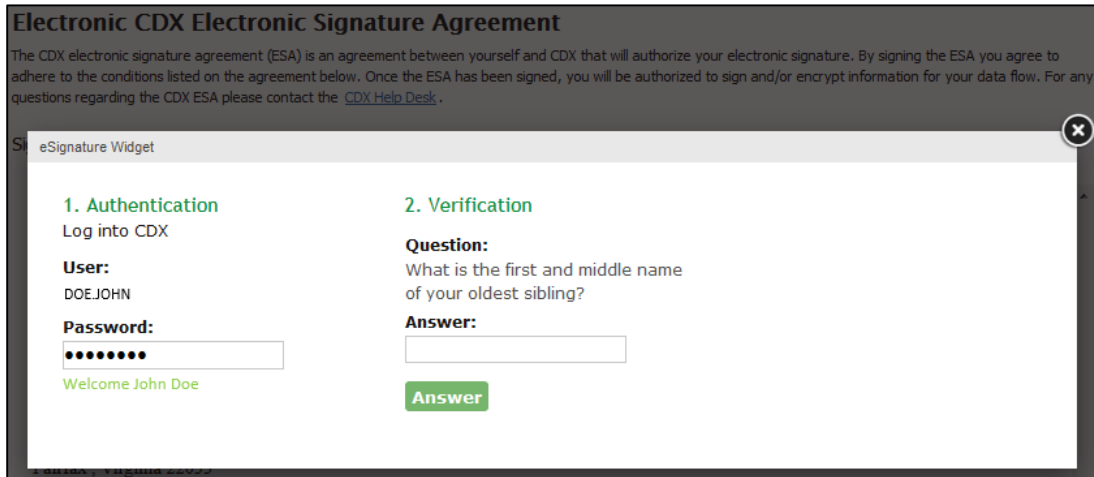 Electronic CDX Electronic Signature Agreement
The CDX electronic signature agreement (ESA) is an agreement between yourself and CDX that will authorize your electronic signature. By signing the ESA you agree to
adhere to the conditions listed on the agreement below. Once the ESA has been signed, you will be authorized to sign and/or encrypt information for your data flow. For any
questions regarding the CDX ESA please contact the CDX Help Desk.
eSignature Widget
1. Authentication
Log into CDX
User:
DOE.JOHN
Password:
••••••••
Welcome John Doe
2. Verification
Question:
What is the first and middle name
of your oldest sibling?
Answer:
Answer